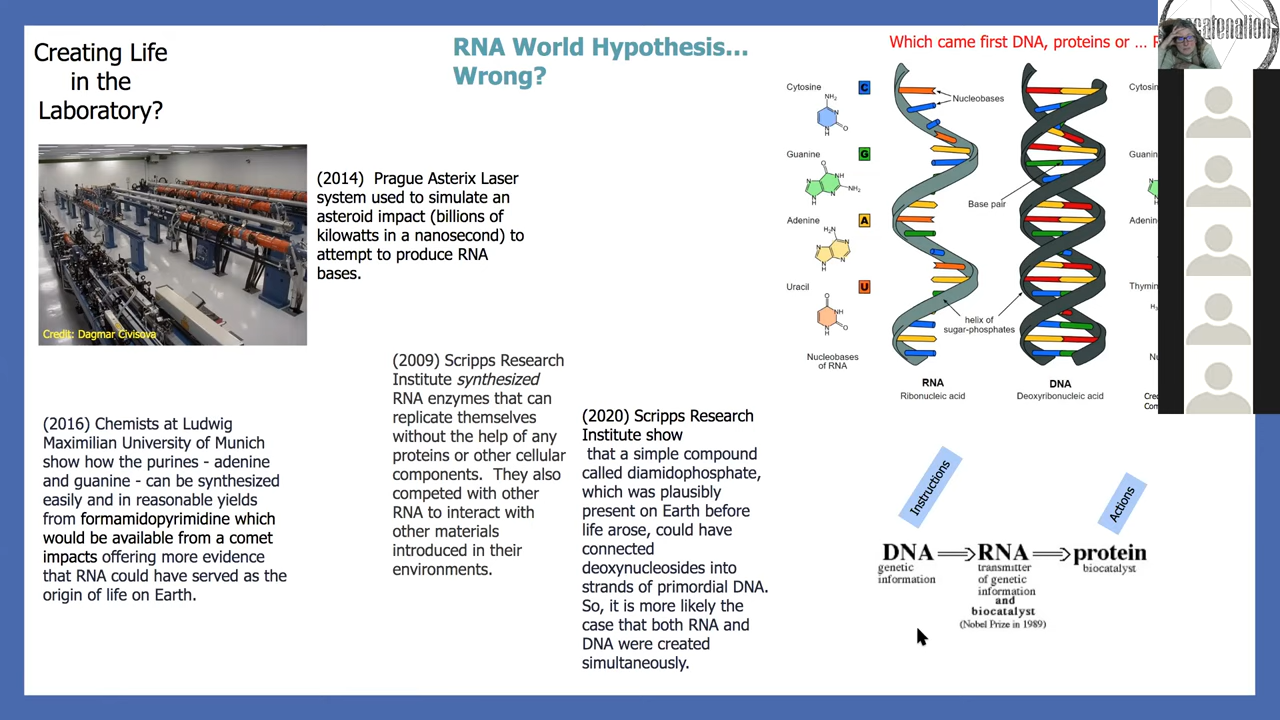 Creating Life
in the
Laboratory?
RNA World Hypothesis...
Wrong?
Which came first DNA, proteins or ...
Credit: Dagmar Civisova
(2014) Prague Asterix Laser
system used to simulate an
asteroid impact (billions of
kilowatts in a nanosecond) to
attempt to produce RNA
bases.
(2016) Chemists at Ludwig
Maximilian University of Munich
show how the purines - adenine
and guanine - can be synthesized
easily and in reasonable yields
from formamidopyrimidine which
would be available from a comet
impacts offering more evidence
that RNA could have served as the
origin of life on Earth.
(2009) Scripps Research
Institute synthesized
RNA enzymes that can
replicate themselves
without the help of any
proteins or other cellular
components. They also
competed with other
RNA to interact with
other materials
introduced in their
environments.
(2020) Scripps Research
Institute show
that a simple compound
called diamidophosphate,
which was plausibly
present on Earth before
life arose, could have
connected
deoxynucleosides into
strands of primordial DNA.
So, it is more likely the
case that both RNA and
DNA were created
simultaneously.
Cytosine
C
NH₂
N
N
H
O
Guanine
G
O
N
NH
N
H
N
NH₂
Adenine
A
H₂N
N
N
N
H
N
Uracil
U
O
NH
N
H
O
Nucleobases
of RNA
Nucleobases
Base pair
helix of
sugar-phosphates
RNA
Ribonucleic acid
DNA
Deoxyribonucleic acid
Instructions
Actions
DNA
genetic
information
RNA
transmitter
of genetic
information
and
biocatalyst
(Nobel Prize in 1989)
protein
biocatalyst